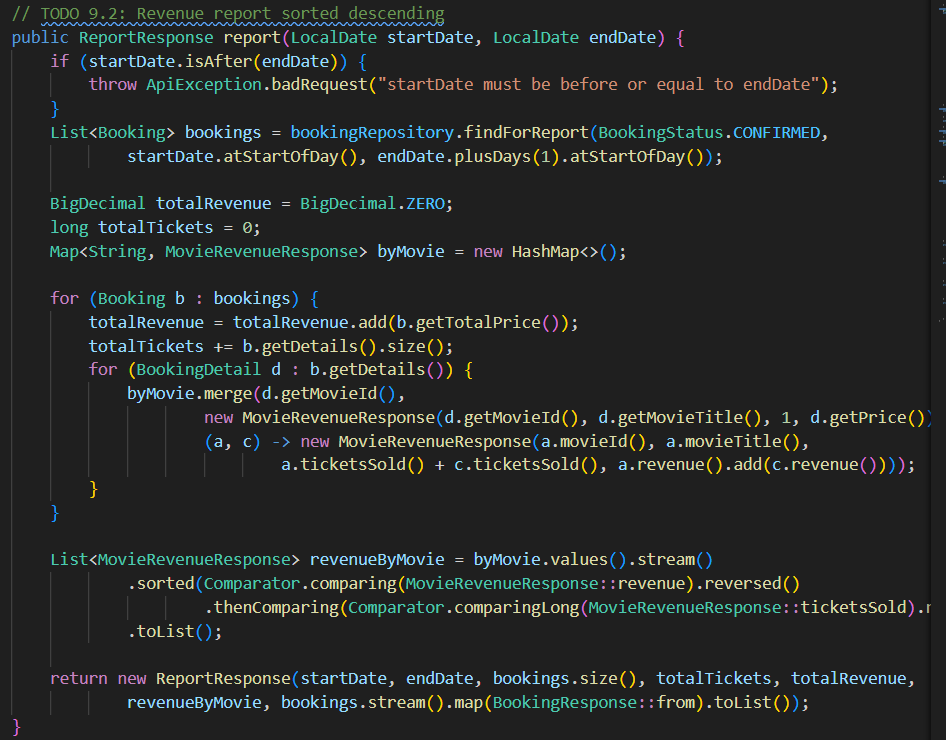 // TODO 9.2: Revenue report sorted descending
public ReportResponse report(LocalDate startDate, LocalDate endDate) {
    if (startDate.isAfter(endDate)) {
        throw ApiException.badRequest("startDate must be before or equal to endDate");
    }
    List<Booking> bookings = bookingRepository.findForReport(BookingStatus.CONFIRMED,
            startDate.atStartOfDay(), endDate.plusDays(1).atStartOfDay());

    BigDecimal totalRevenue = BigDecimal.ZERO;
    long totalTickets = 0;
    Map<String, MovieRevenueResponse> byMovie = new HashMap<>();

    for (Booking b : bookings) {
        totalRevenue = totalRevenue.add(b.getTotalPrice());
        totalTickets += b.getDetails().size();
        for (BookingDetail d : b.getDetails()) {
            byMovie.merge(d.getMovieId(),
                    new MovieRevenueResponse(d.getMovieId(), d.getMovieTitle(), 1, d.getPrice())
                    (a, c) -> new MovieRevenueResponse(a.movieId(), a.movieTitle(),
                            a.ticketsSold() + c.ticketsSold(), a.revenue().add(c.revenue())));
        }
    }

    List<MovieRevenueResponse> revenueByMovie = byMovie.values().stream()
            .sorted(Comparator.comparing(MovieRevenueResponse::revenue).reversed()
                    .thenComparing(Comparator.comparingLong(MovieRevenueResponse::ticketsSold).
            .toList();

    return new ReportResponse(startDate, endDate, bookings.size(), totalTickets, totalRevenue,
            revenueByMovie, bookings.stream().map(BookingResponse::from).toList());
}